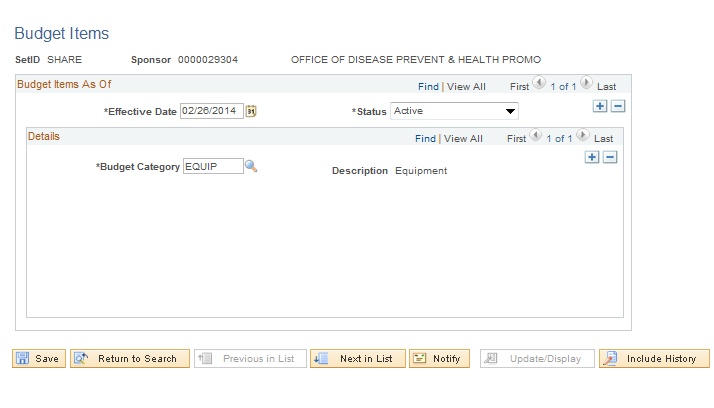 Budget Items
SetID SHARE Sponsor 0000029304 OFFICE OF DISEASE PREVENT & HEALTH PROMO
Budget Items As Of Find | View All First 1 of 1 Last
*Effective Date 02/26/2014 31 *Status Active
Details Find | View All First 1 of 1 Last
*Budget Category EQUIP Description Equipment
Save Return to Search Previous in List Next in List Notify Update/Display Include History